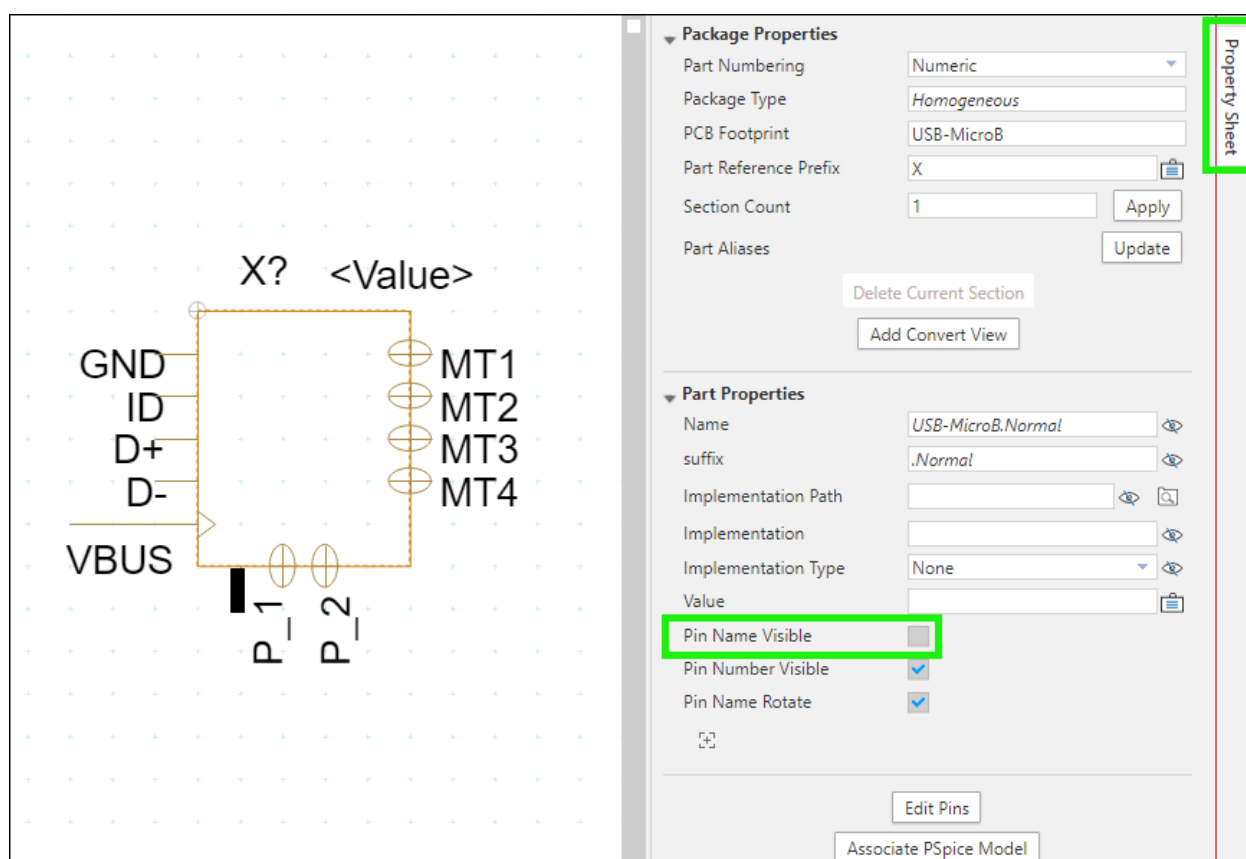 X? <Value>
GND
ID
D+
D-
VBUS
MT1
MT2
MT3
MT4
P_1
P_2
Package Properties
Part Numbering Numeric
Package Type Homogeneous
PCB Footprint USB-MicroB
Part Reference Prefix X
Section Count 1 Apply
Part Aliases Update
Delete Current Section
Add Convert View
Part Properties
Name USB-MicroB.Normal
suffix .Normal
Implementation Path
Implementation
Implementation Type None
Value
Pin Name Visible
Pin Number Visible
Pin Name Rotate
Edit Pins
Associate PSpice Model
Property Sheet